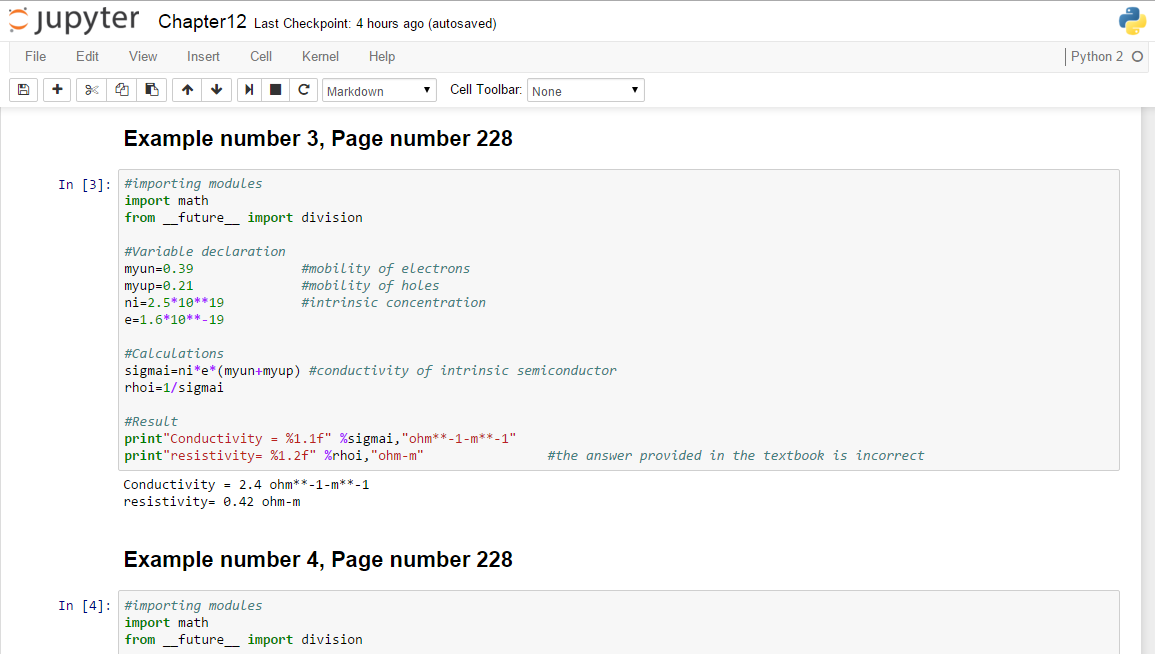 jupyter Chapter12 Last Checkpoint: 4 hours ago (autosaved)
File Edit View Insert Cell Kernel Help Python 2
Markdown Cell Toolbar: None
Example number 3, Page number 228
In [3]: #importing modules
import math
from __future__ import division
#Variable declaration
myun=0.39 #mobility of electrons
myup=0.21 #mobility of holes
ni=2.5*10**19 #intrinsic concentration
e=1.6*10**-19
#Calculations
sigmai=ni*e*(myun+myup) #conductivity of intrinsic semiconductor
rhoi=1/sigmai
#Result
print"Conductivity = %1.1f" %sigmai,"ohm**-1-m**-1"
print"resistivity= %1.2f" %rhoi,"ohm-m" #the answer provided in the textbook is incorrect
Conductivity = 2.4 ohm**-1-m**-1
resistivity= 0.42 ohm-m
Example number 4, Page number 228
In [4]: #importing modules
import math
from __future__ import division